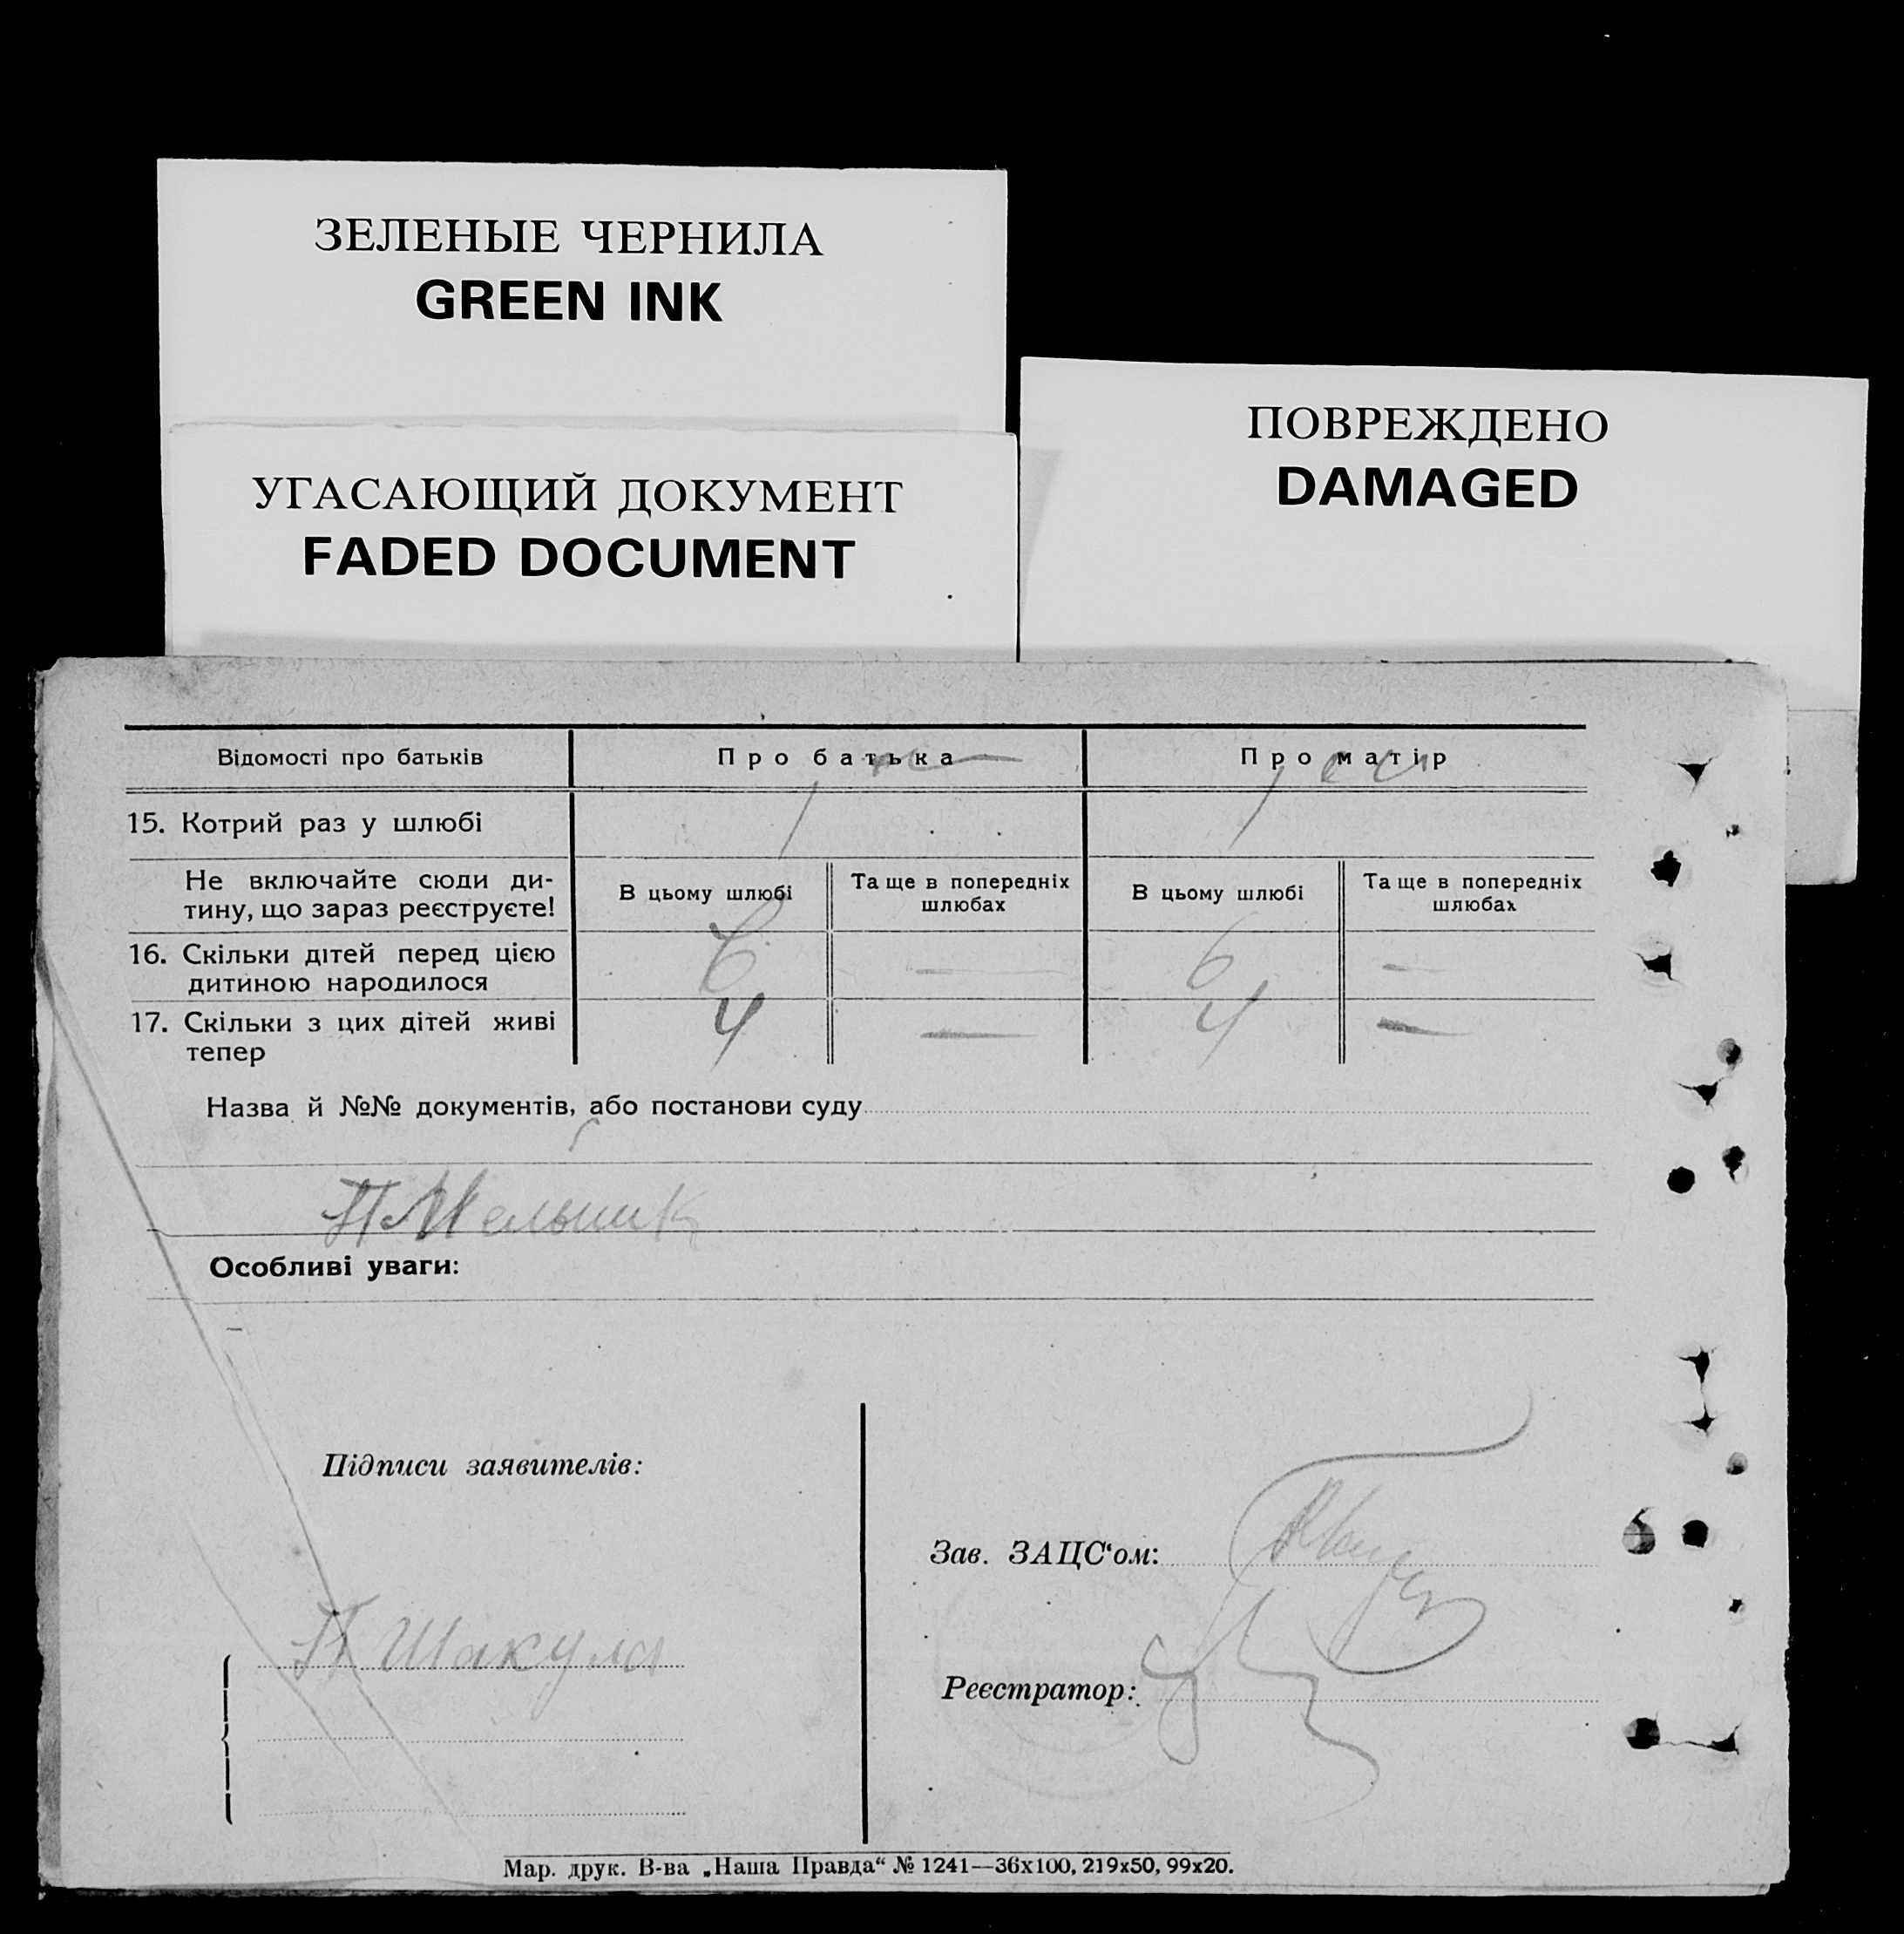 ЗЕЛЕНЫЕ ЧЕРНИЛА
GREEN INK
УГАСАЮЩИЙ ДОКУМЕНТ
FADED DOCUMENT
ПОВРЕЖДЕНО
DAMAGED
Відомості про батьків Про батька Про матір
15. Котрий раз у шлюбі 1 1
Не включайте сюди ди-
тину, що зараз реєструєте!
В цьому шлюбі
Та ще в попередніх
шлюбах
В цьому шлюбі
Та ще в попередніх
шлюбах
16. Скільки дітей перед цією
дитиною народилося
6 — 6 —
17. Скільки з цих дітей живі
тепер
4 — 4 —
Назва й №№ документів, або постанови суду
П Мельник
Особливі уваги:
Підписи заявителів:
П Шакула
Зав. ЗАЦС‘ом:
Реєстратор:
Мар. друк. В-ва „Наша Правда“ № 1241—36х100, 219х50, 99х20.